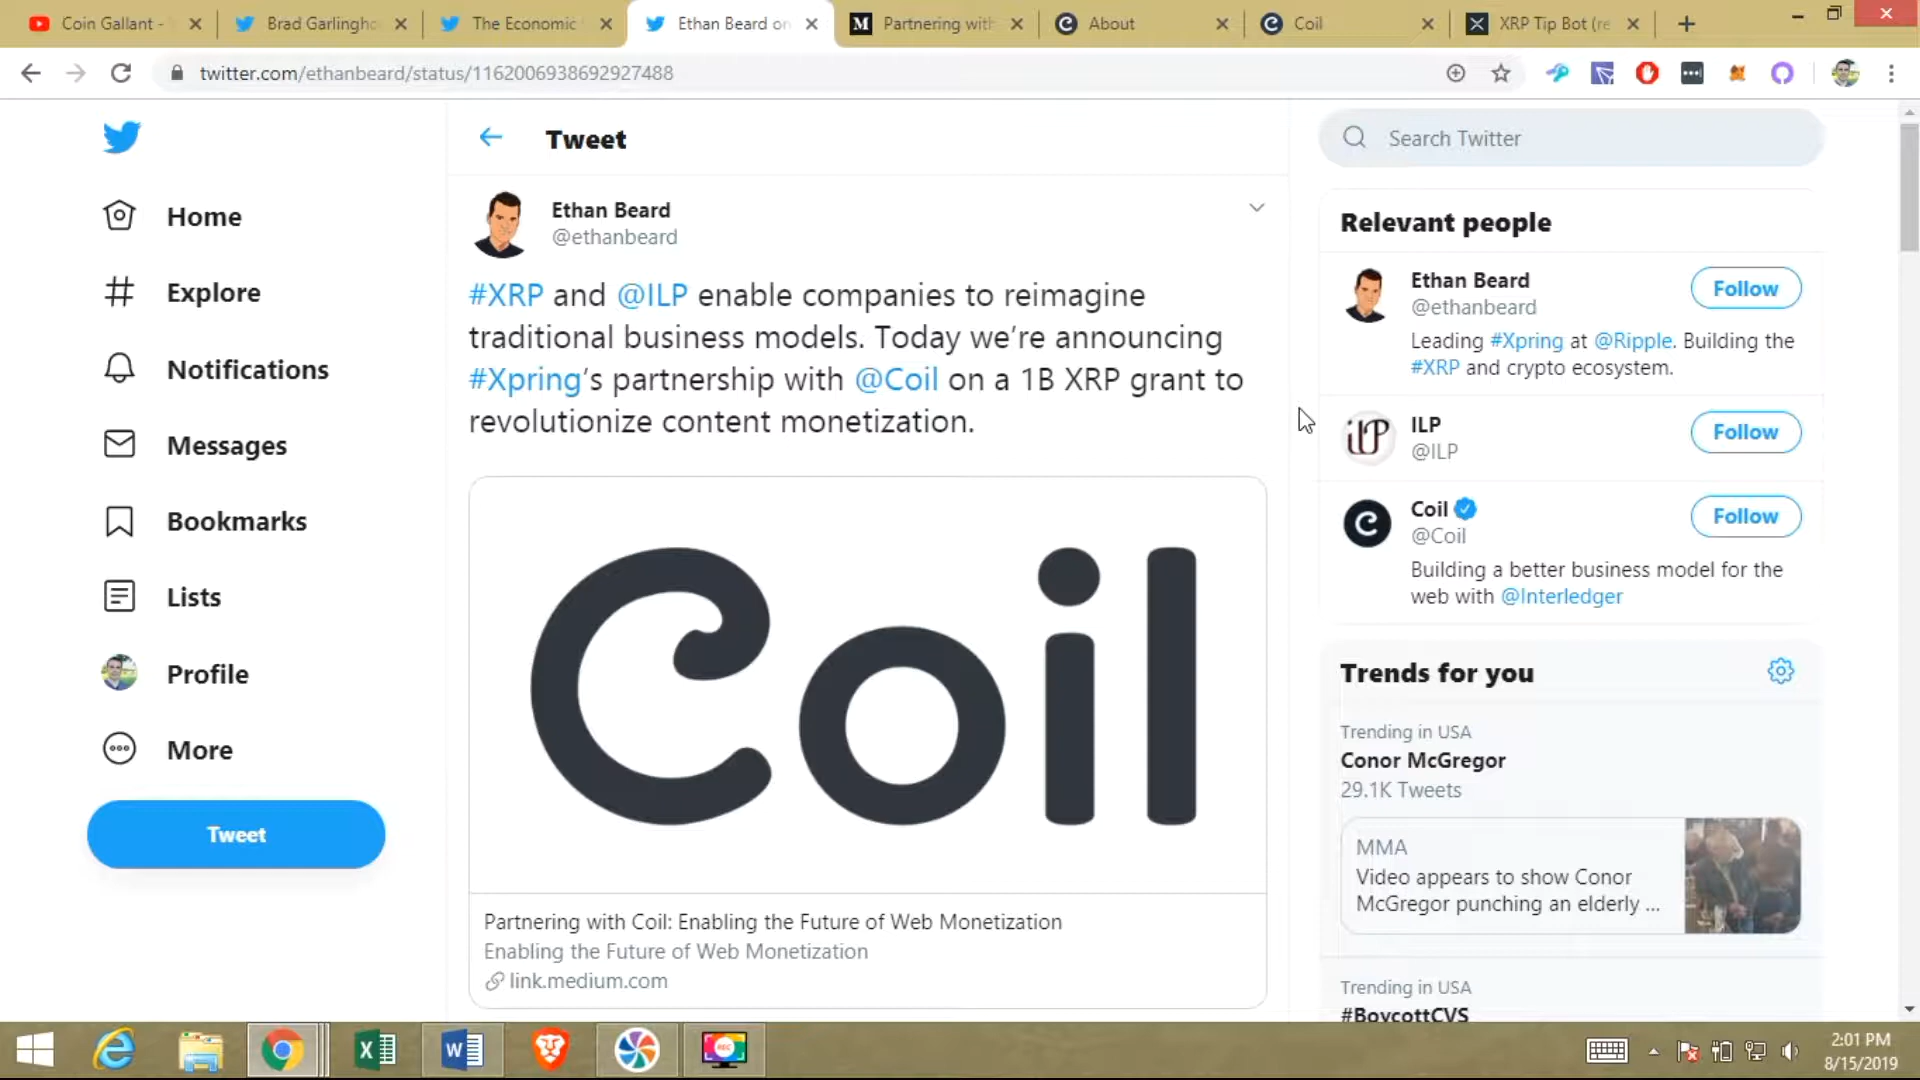 Coin Gallant -
Brad Garlingho
The Economic
Ethan Beard on
Partnering with
About
Coil
XRP Tip Bot (re
twitter.com/ethanbeard/status/1162006938692927488
Home
Explore
Notifications
Messages
Bookmarks
Lists
Profile
More
Tweet
Tweet
Ethan Beard
@ethanbeard
#XRP and @ILP enable companies to reimagine
traditional business models. Today we’re announcing
#Xpring’s partnership with @Coil on a 1B XRP grant to
revolutionize content monetization.
Coil
Partnering with Coil: Enabling the Future of Web Monetization
Enabling the Future of Web Monetization
link.medium.com
Search Twitter
Relevant people
Ethan Beard
@ethanbeard
Follow
Leading #Xpring at @Ripple. Building the
#XRP and crypto ecosystem.
ILP
@ILP
Follow
Coil
@Coil
Follow
Building a better business model for the
web with @Interledger
Trends for you
Trending in USA
Conor McGregor
29.1K Tweets
MMA
Video appears to show Conor
McGregor punching an elderly ...
Trending in USA
#BoycottCVS
2:01 PM
8/15/2019